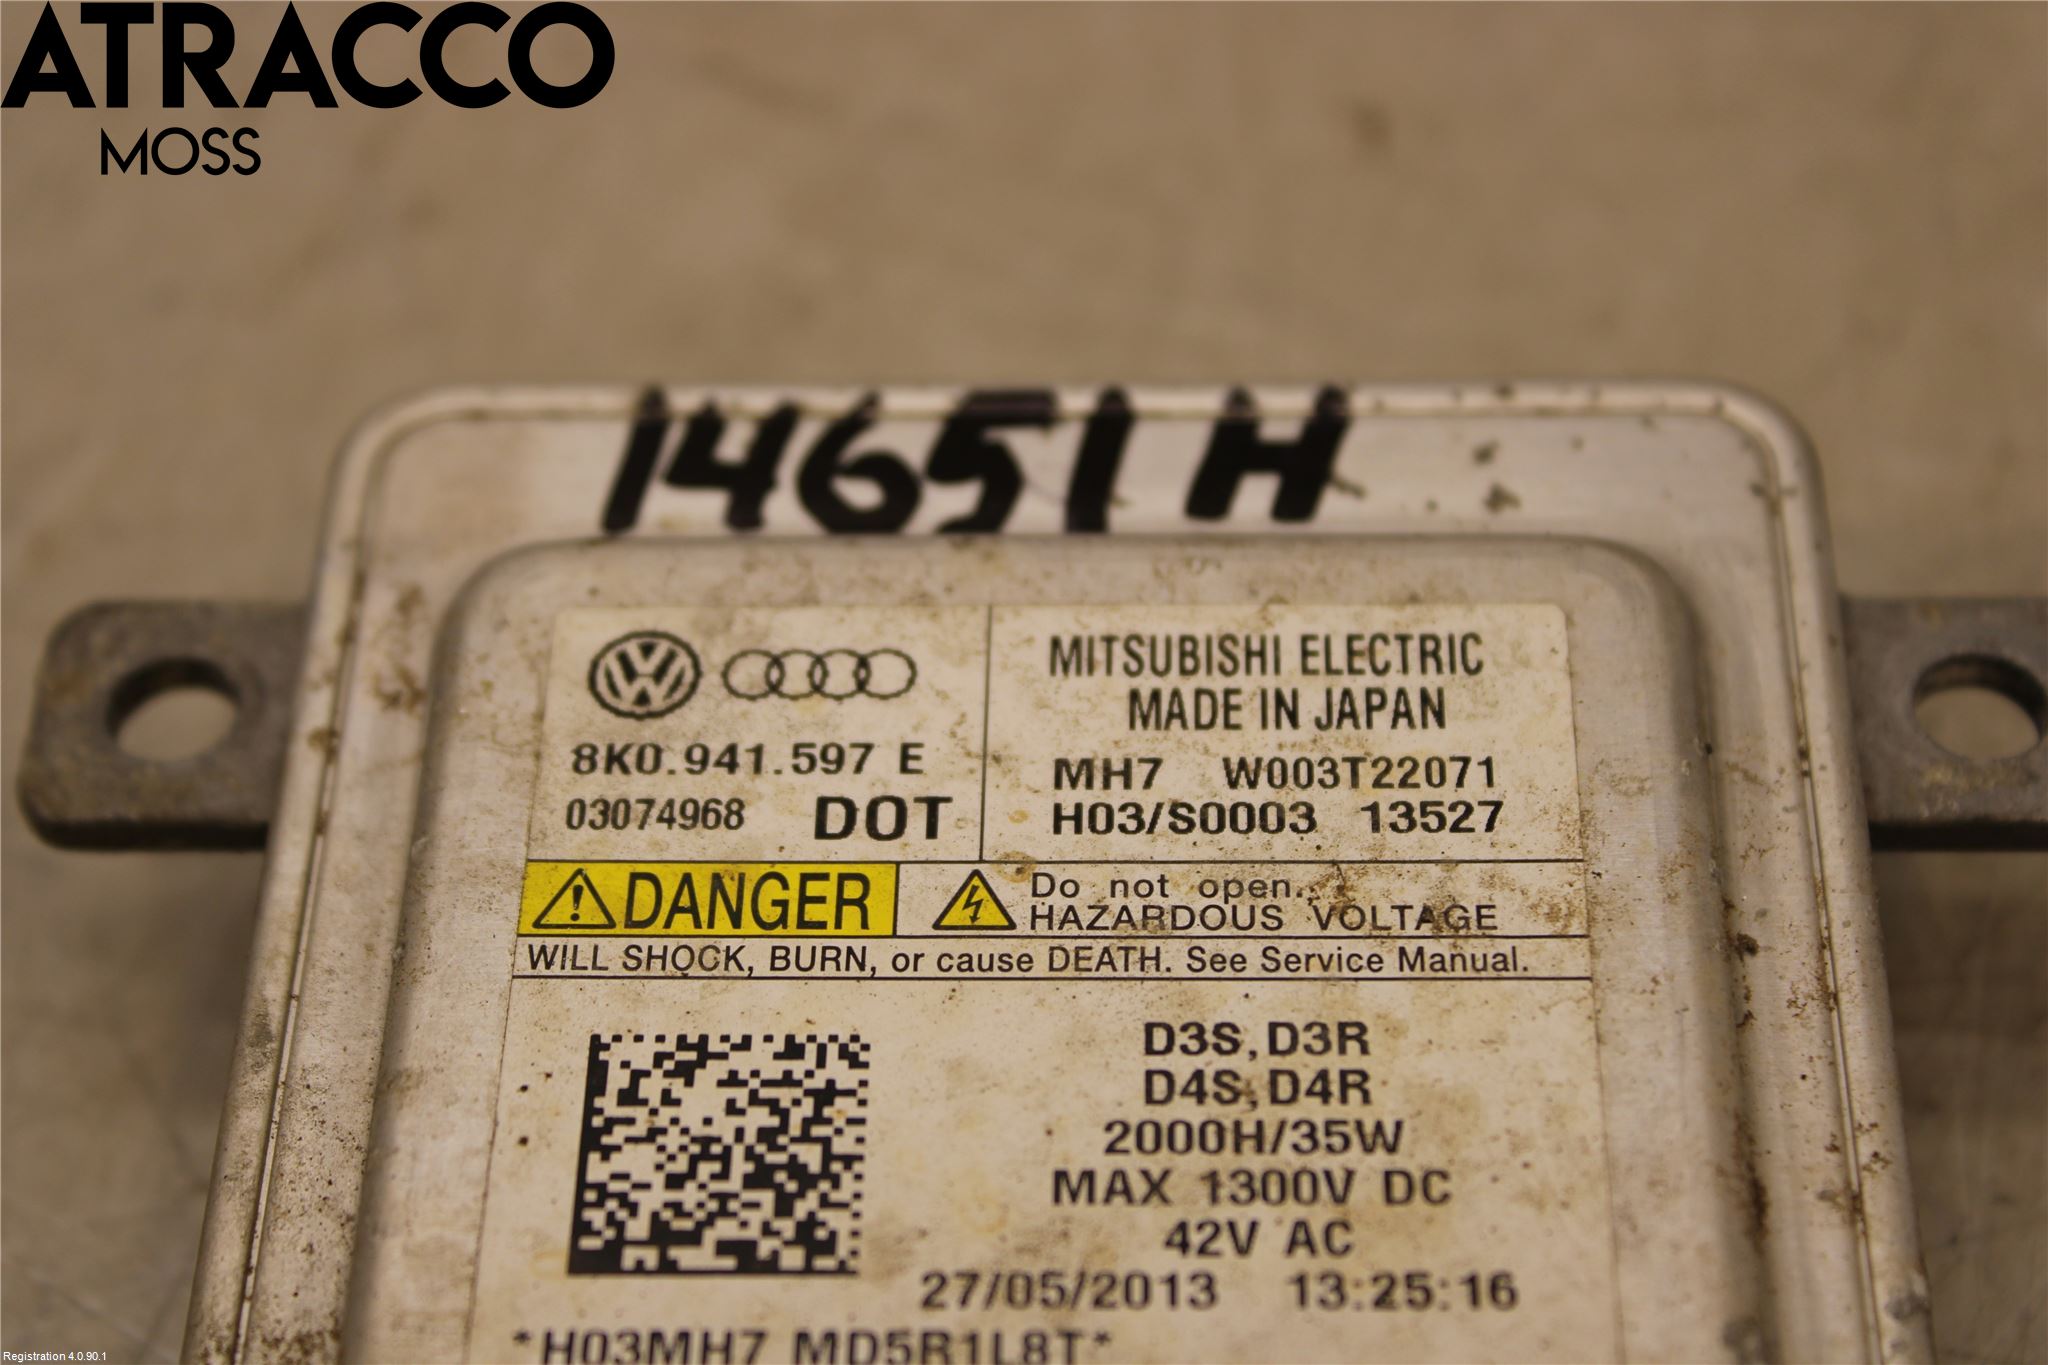 ATRACCO
MOSS
14651 H
8K0.941.597 E
03074968 DOT
MITSUBISHI ELECTRIC
MADE IN JAPAN
MH7 W003T22071
H03/S0003 13527
DANGER
Do not open.
HAZARDOUS VOLTAGE
WILL SHOCK, BURN, or cause DEATH. See Service Manual.
D3S, D3R
D4S, D4R
2000H/35W
MAX 1300V DC
42V AC
27/05/2013 13:25:16
*H03MH7 MD5R1L8T*
Registration 4.0.90.1